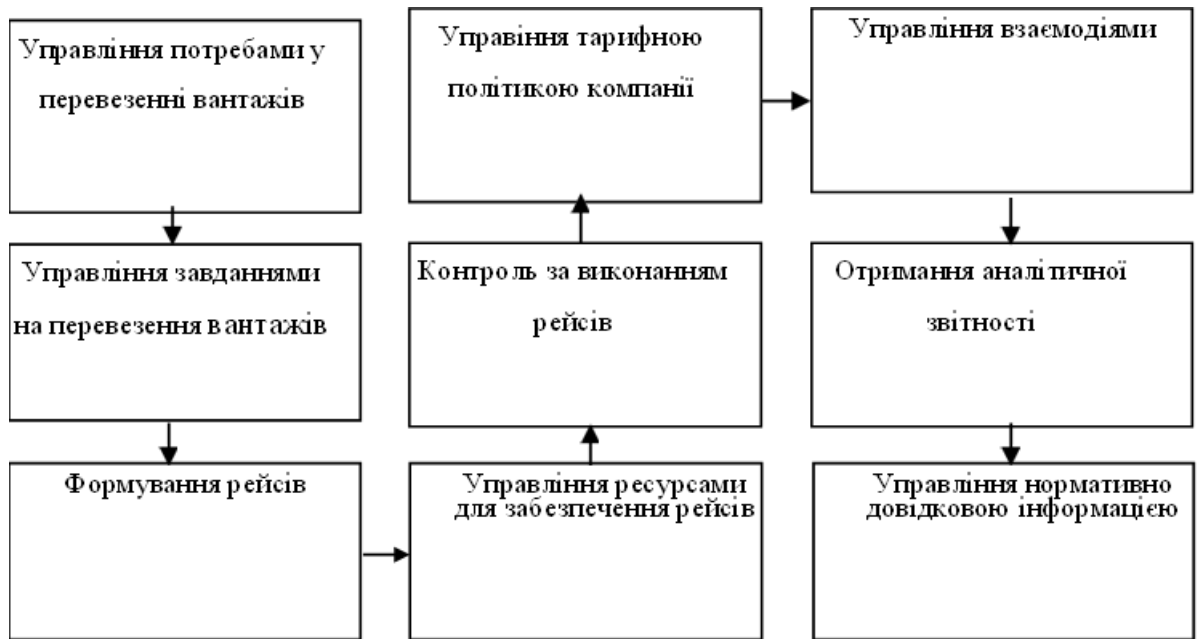 Управління потребами у
перевезенні вантажів
Управління завданнями
на перевезення вантажів
Формування рейсів
Управління ресурсами
для забезпечення рейсів
Контроль за виконанням
рейсів
Управіння тарифною
політикою компанії
Управління взаємодіями
Отримання аналітичної
звітності
Управління нормативно
довідковою інформацією